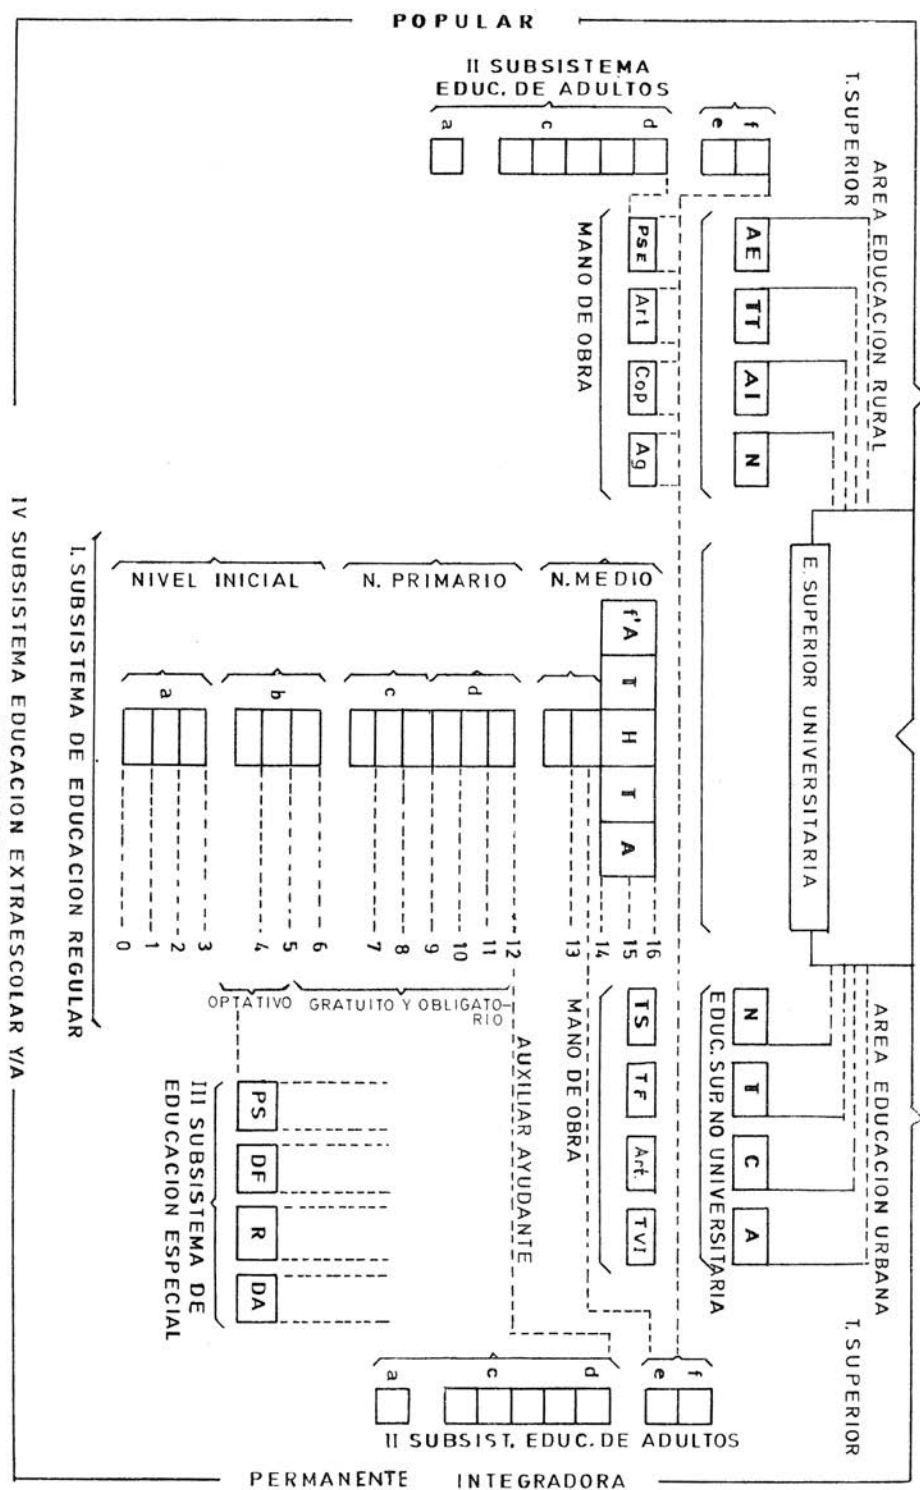 POPULAR
II SUBSISTEMA
EDUC. DE ADULTOS
a
c
d
e
f
T. SUPERIOR
AREA EDUCACION RURAL
MANO DE OBRA
PSE
Art
Cop
Ag
AE
TT
AI
N
E. SUPERIOR UNIVERSITARIA
NIVEL INICIAL
N. PRIMARIO
N. MEDIO
a
b
c
d
f'A
T
H
T
A
0
1
2
3
4
5
6
7
8
9
10
11
12
13
14
15
16
OPTATIVO
GRATUITO Y OBLIGATO-
RIO
I. SUBSISTEMA DE EDUCACION REGULAR
IV SUBSISTEMA EDUCACION EXTRAESCOLAR Y/A
AUXILIAR AYUDANTE
MANO DE OBRA
TS
TF
Art.
TVI
EDUC. SUP. NO UNIVERSITARIA
N
T
C
A
AREA EDUCACION URBANA
T. SUPERIOR
III SUBSISTEMA DE
EDUCACION ESPECIAL
PS
DF
R
DA
a
c
d
e
f
II SUBSIST. EDUC. DE ADULTOS
PERMANENTE INTEGRADORA